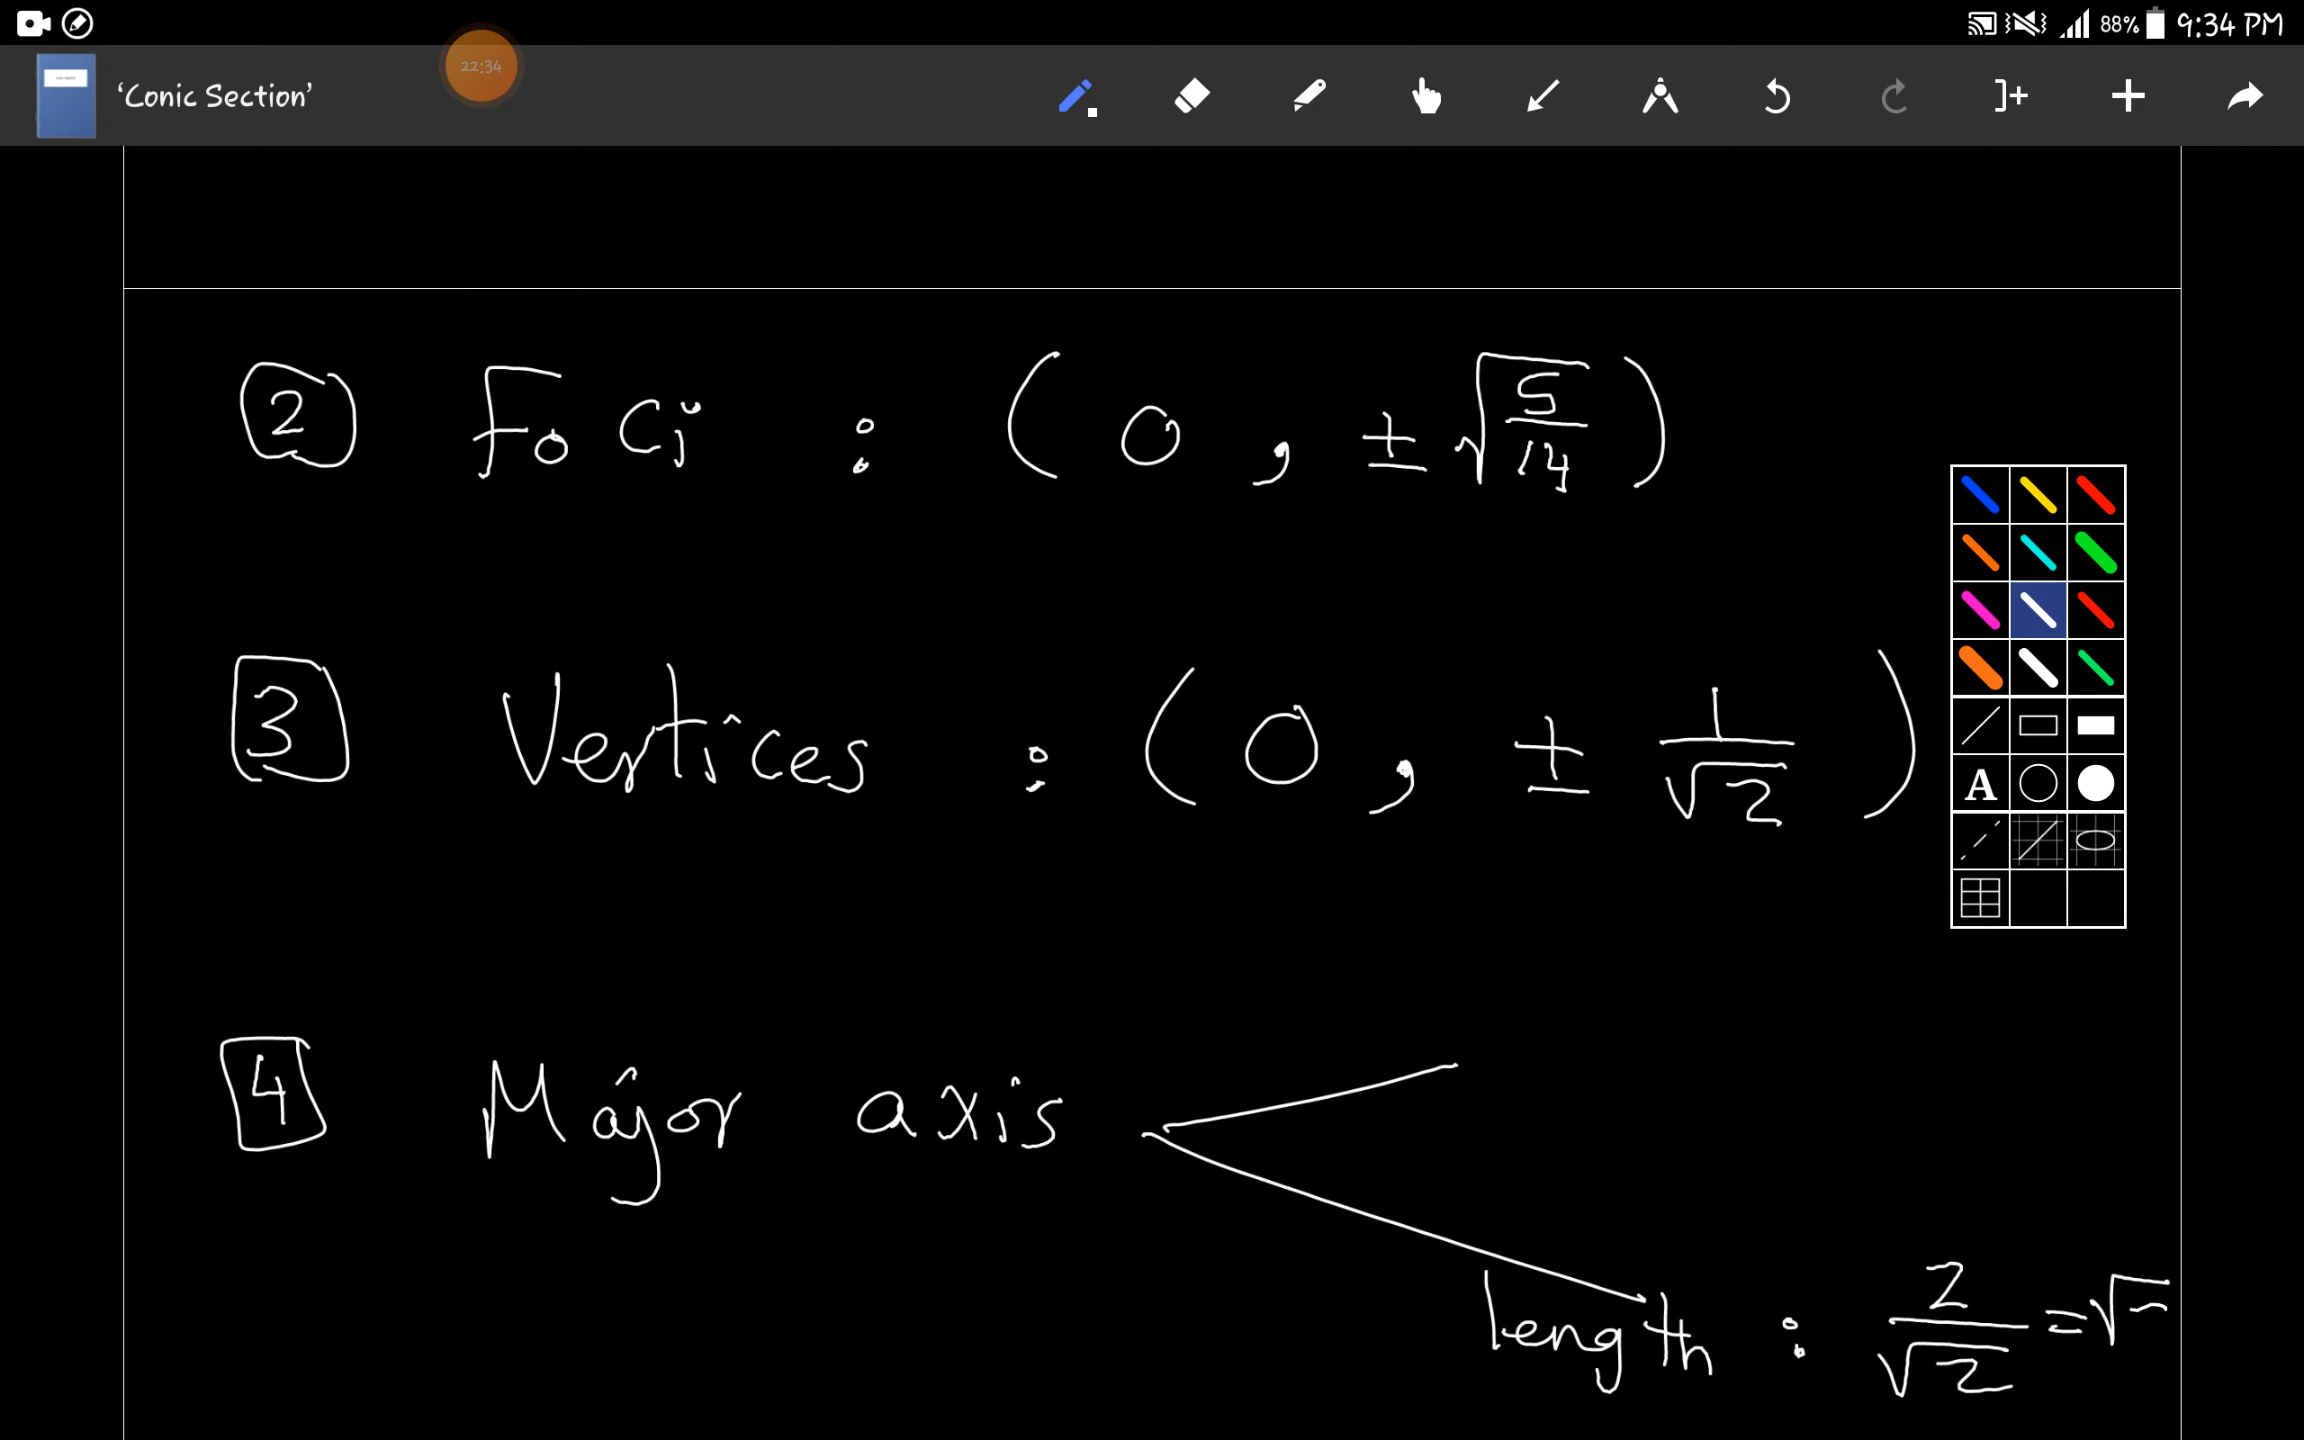 88% 9:34 PM
'Conic Section' 22:34
2 Foci : ( 0 , ± √5/14 )
3 Vertices : ( 0 , ± 1/√2 )
A
4 Major axis
length : 2/√2 = √